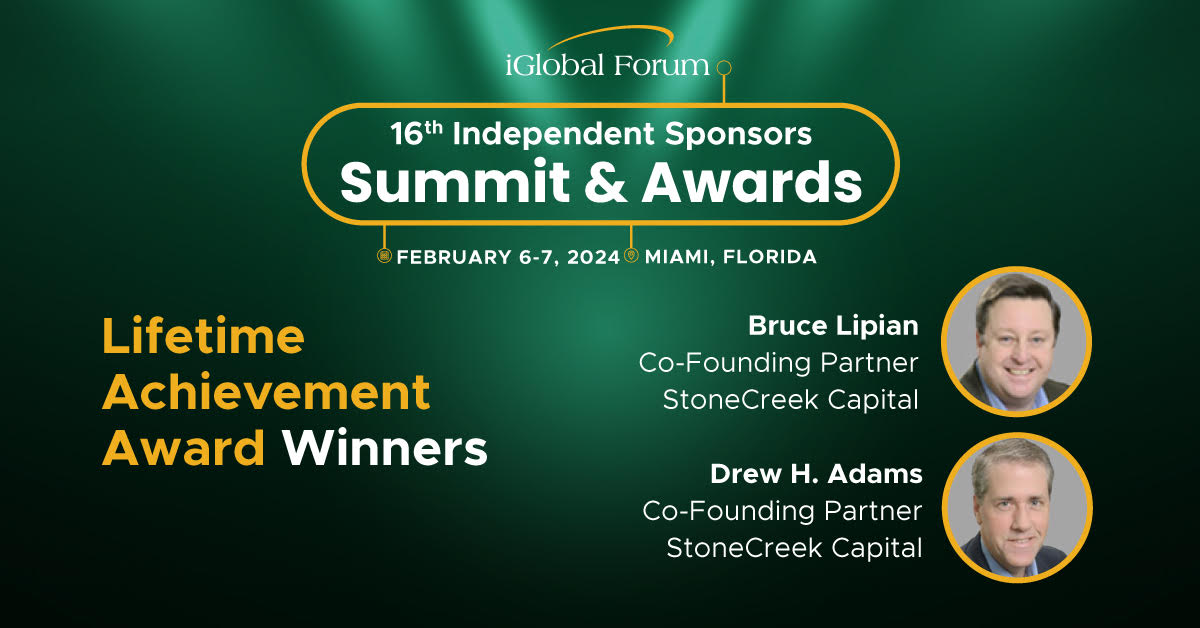 iGlobal Forum
16th Independent Sponsors
Summit & Awards
FEBRUARY 6-7, 2024 MIAMI, FLORIDA
Lifetime
Achievement
Award Winners
Bruce Lipian
Co-Founding Partner
StoneCreek Capital
Drew H. Adams
Co-Founding Partner
StoneCreek Capital